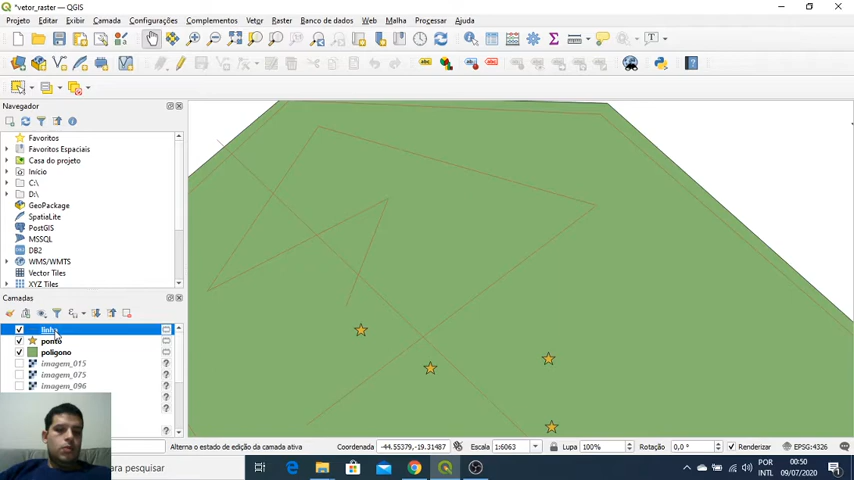 *vetor_raster — QGIS
Projeto Editar Exibir Camada Configurações Complementos Vetor Raster Banco de dados Web Malha Processar Ajuda
Navegador
Favoritos
Favoritos Espaciais
Casa do projeto
Início
C:\
D:\
GeoPackage
SpatiaLite
PostGIS
MSSQL
DB2
WMS/WMTS
Vector Tiles
XYZ Tiles
Camadas
linha
ponto
polígono
imagem_015
imagem_075
imagem_096
Alterna o estado de edição da camada ativa Coordenada -44.55379,-19.31487 Escala 1:6063 Lupa 100% Rotação 0,0 ° Renderizar EPSG:4326
para pesquisar
POR
INTL
00:50
09/07/2020